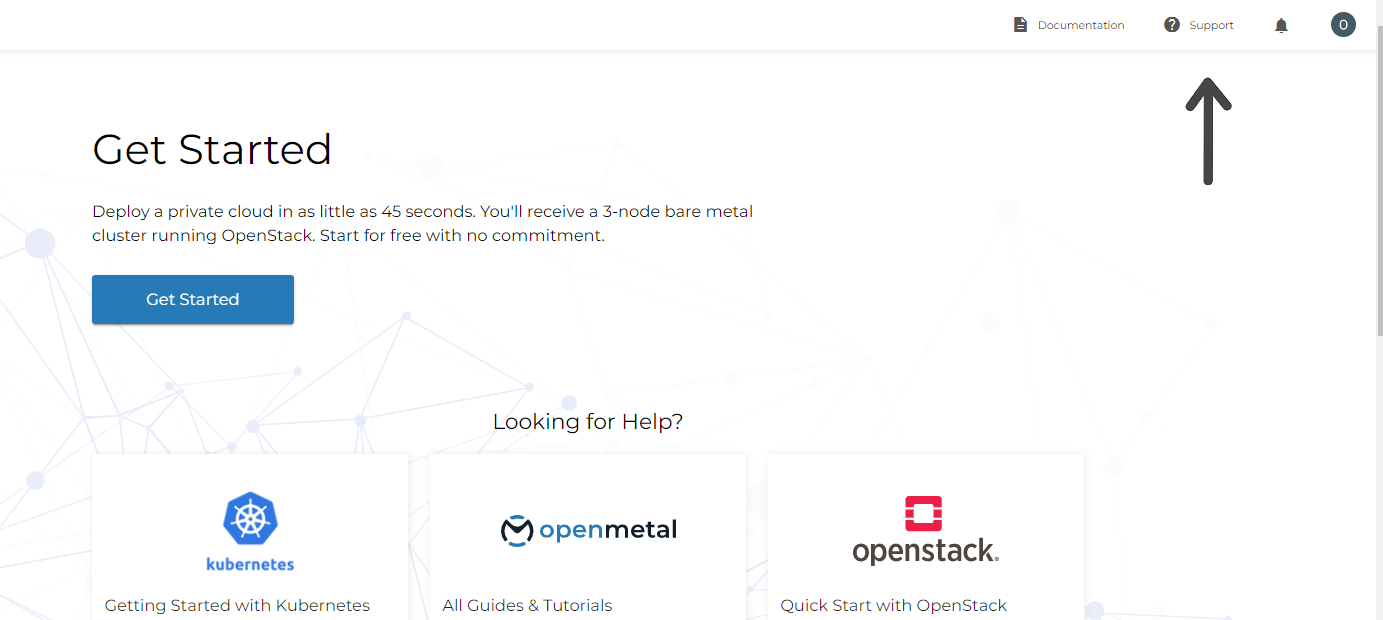 Documentation
Support
O
Get Started
Deploy a private cloud in as little as 45 seconds. You'll receive a 3-node bare metal
cluster running OpenStack. Start for free with no commitment.
Get Started
Looking for Help?
kubernetes
openmetal
openstack.
Getting Started with Kubernetes
All Guides & Tutorials
Quick Start with OpenStack